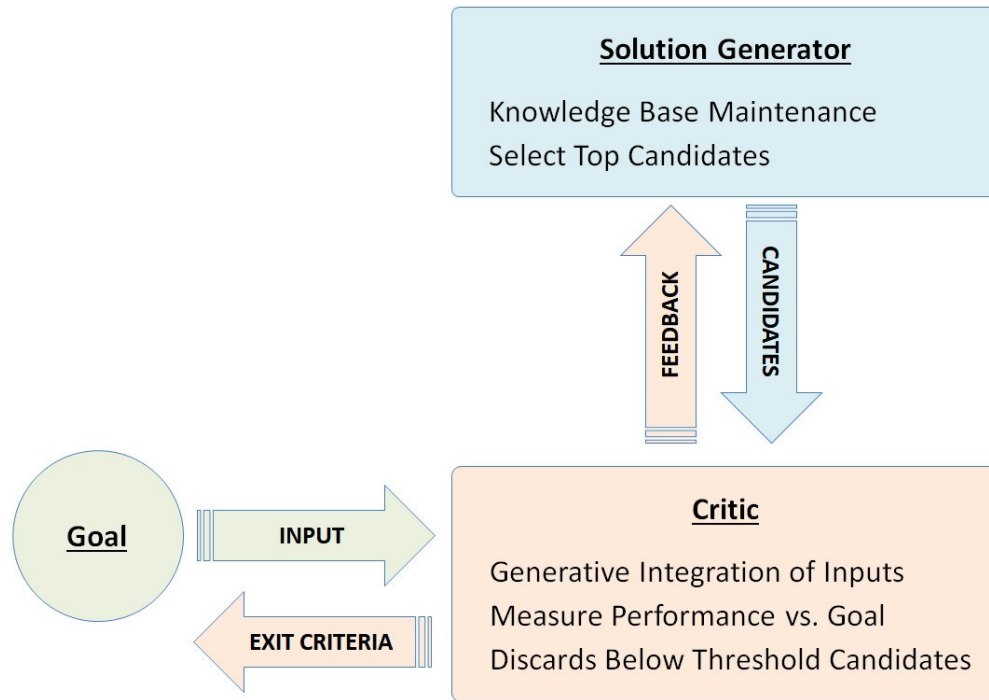 Solution Generator
Knowledge Base Maintenance
Select Top Candidates
FEEDBACK
CANDIDATES
Goal
INPUT
EXIT CRITERIA
Critic
Generative Integration of Inputs
Measure Performance vs. Goal
Discards Below Threshold Candidates